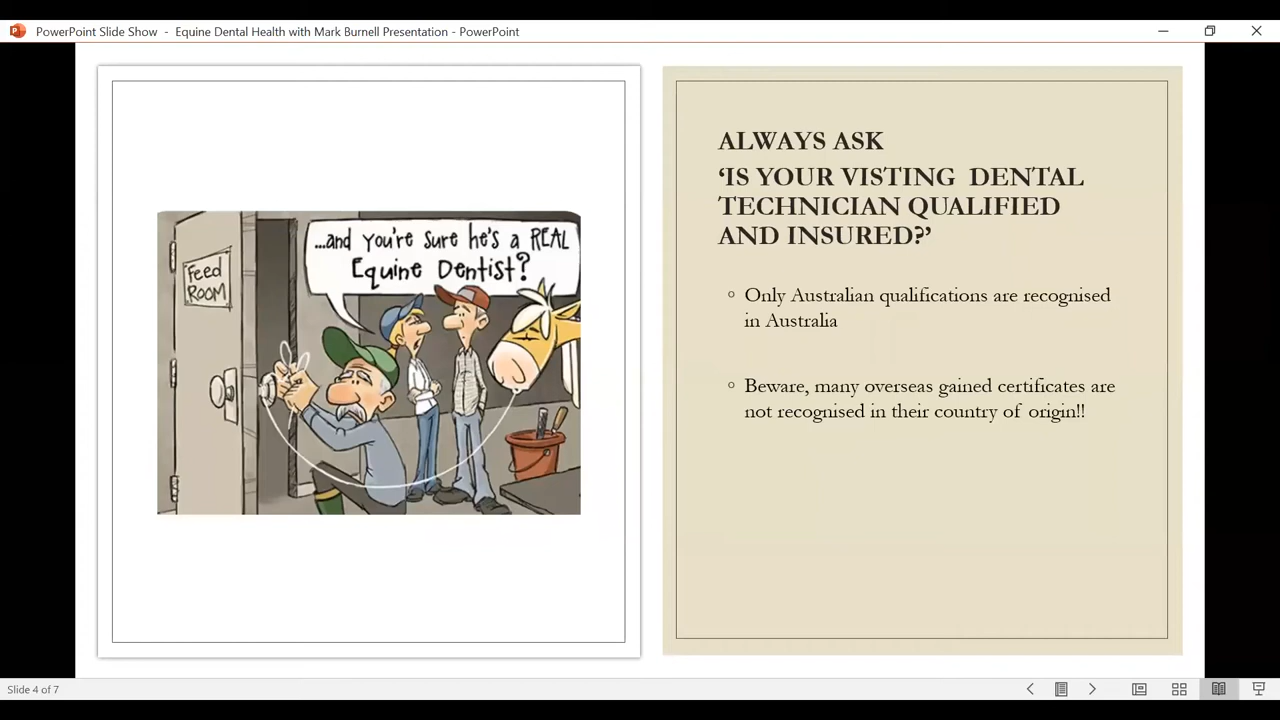 PowerPoint Slide Show - Equine Dental Health with Mark Burnell Presentation - PowerPoint
...and you're sure he's a REAL
Equine Dentist?
Feed
Room
ALWAYS ASK
‘IS YOUR VISTING DENTAL
TECHNICIAN QUALIFIED
AND INSURED?’
◦ Only Australian qualifications are recognised
in Australia
◦ Beware, many overseas gained certificates are
not recognised in their country of origin!!
Slide 4 of 7